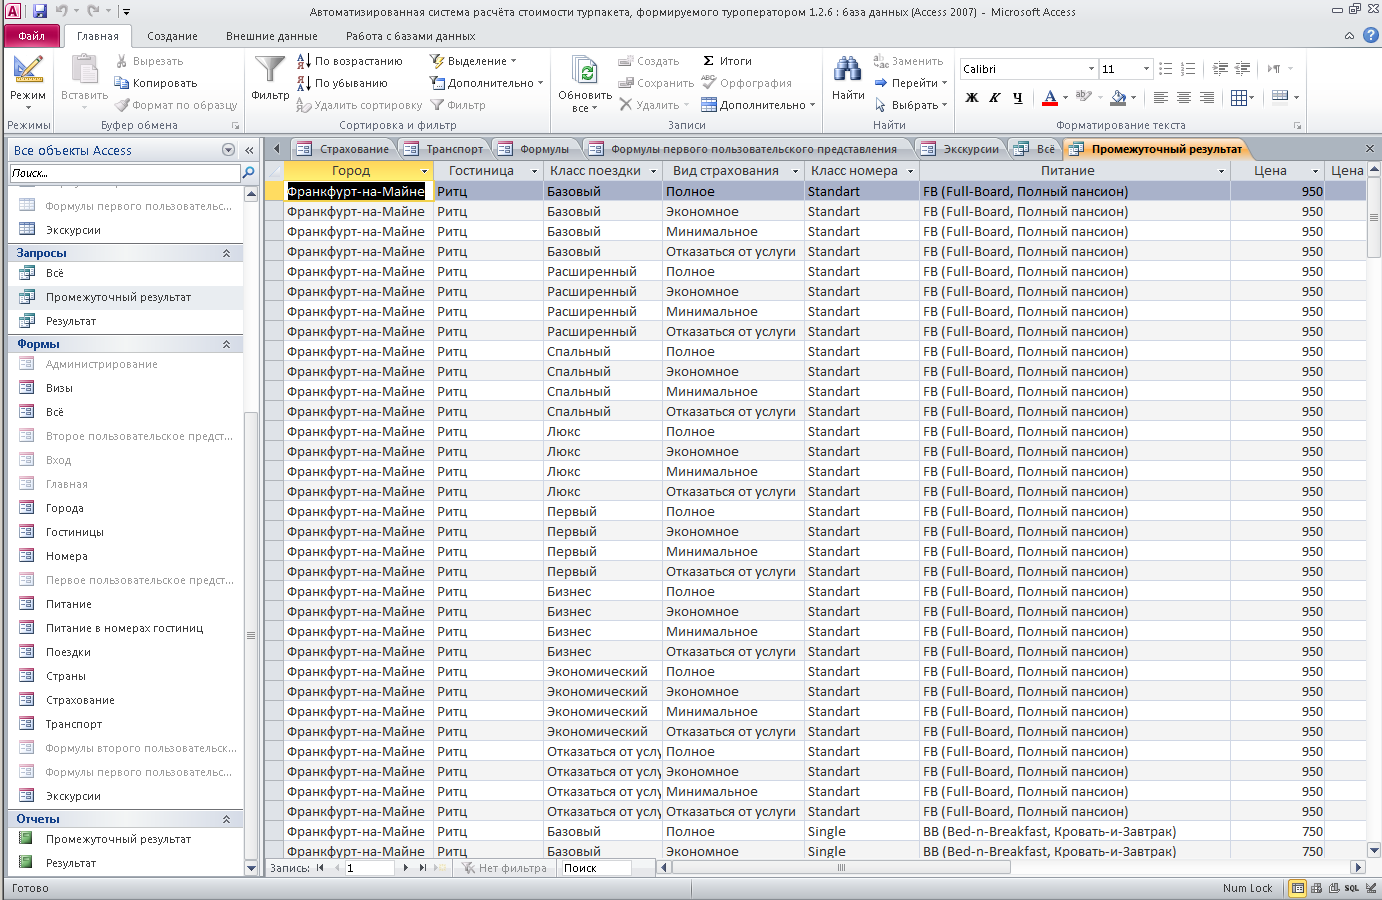 Автоматизированная система расчёта стоимости турпакета, формируемого туроператором 1.2.6 : база данных (Access 2007) - Microsoft Access
Файл Главная Создание Внешние данные Работа с базами данных
Режим
Режимы
Вставить
Вырезать
Копировать
Формат по образцу
Буфер обмена
Фильтр
По возрастанию
По убыванию
Удалить сортировку
Выделение
Дополнительно
Фильтр
Сортировка и фильтр
Обновить все
Создать
Сохранить
Удалить
Итоги
Орфография
Дополнительно
Записи
Найти
Заменить
Перейти
Выбрать
Найти
Calibri 11
Ж К Ч
Форматирование текста
Все объекты Access
Поиск...
Формулы первого пользовательс...
Экскурсии
Запросы
Всё
Промежуточный результат
Результат
Формы
Администрирование
Визы
Всё
Второе пользовательское предст...
Вход
Главная
Города
Гостиницы
Номера
Первое пользовательское предст...
Питание
Питание в номерах гостиниц
Поездки
Страны
Страхование
Транспорт
Формулы второго пользовательск...
Формулы первого пользовательс...
Экскурсии
Отчеты
Промежуточный результат
Результат
Страхование Транспорт Формулы Формулы первого пользовательского представления Экскурсии Всё Промежуточный результат
Город Гостиница Класс поездки Вид страхования Класс номера Питание Цена Цена
Франкфурт-на-Майне Ритц Базовый Полное Standart FB (Full-Board, Полный пансион) 950
Франкфурт-на-Майне Ритц Базовый Экономное Standart FB (Full-Board, Полный пансион) 950
Франкфурт-на-Майне Ритц Базовый Минимальное Standart FB (Full-Board, Полный пансион) 950
Франкфурт-на-Майне Ритц Базовый Отказаться от услуги Standart FB (Full-Board, Полный пансион) 950
Франкфурт-на-Майне Ритц Расширенный Полное Standart FB (Full-Board, Полный пансион) 950
Франкфурт-на-Майне Ритц Расширенный Экономное Standart FB (Full-Board, Полный пансион) 950
Франкфурт-на-Майне Ритц Расширенный Минимальное Standart FB (Full-Board, Полный пансион) 950
Франкфурт-на-Майне Ритц Расширенный Отказаться от услуги Standart FB (Full-Board, Полный пансион) 950
Франкфурт-на-Майне Ритц Спальный Полное Standart FB (Full-Board, Полный пансион) 950
Франкфурт-на-Майне Ритц Спальный Экономное Standart FB (Full-Board, Полный пансион) 950
Франкфурт-на-Майне Ритц Спальный Минимальное Standart FB (Full-Board, Полный пансион) 950
Франкфурт-на-Майне Ритц Спальный Отказаться от услуги Standart FB (Full-Board, Полный пансион) 950
Франкфурт-на-Майне Ритц Люкс Полное Standart FB (Full-Board, Полный пансион) 950
Франкфурт-на-Майне Ритц Люкс Экономное Standart FB (Full-Board, Полный пансион) 950
Франкфурт-на-Майне Ритц Люкс Минимальное Standart FB (Full-Board, Полный пансион) 950
Франкфурт-на-Майне Ритц Люкс Отказаться от услуги Standart FB (Full-Board, Полный пансион) 950
Франкфурт-на-Майне Ритц Первый Полное Standart FB (Full-Board, Полный пансион) 950
Франкфурт-на-Майне Ритц Первый Экономное Standart FB (Full-Board, Полный пансион) 950
Франкфурт-на-Майне Ритц Первый Минимальное Standart FB (Full-Board, Полный пансион) 950
Франкфурт-на-Майне Ритц Первый Отказаться от услуги Standart FB (Full-Board, Полный пансион) 950
Франкфурт-на-Майне Ритц Бизнес Полное Standart FB (Full-Board, Полный пансион) 950
Франкфурт-на-Майне Ритц Бизнес Экономное Standart FB (Full-Board, Полный пансион) 950
Франкфурт-на-Майне Ритц Бизнес Минимальное Standart FB (Full-Board, Полный пансион) 950
Франкфурт-на-Майне Ритц Бизнес Отказаться от услуги Standart FB (Full-Board, Полный пансион) 950
Франкфурт-на-Майне Ритц Экономический Полное Standart FB (Full-Board, Полный пансион) 950
Франкфурт-на-Майне Ритц Экономический Экономное Standart FB (Full-Board, Полный пансион) 950
Франкфурт-на-Майне Ритц Экономический Минимальное Standart FB (Full-Board, Полный пансион) 950
Франкфурт-на-Майне Ритц Экономический Отказаться от услуги Standart FB (Full-Board, Полный пансион) 950
Франкфурт-на-Майне Ритц Отказаться от услу Полное Standart FB (Full-Board, Полный пансион) 950
Франкфурт-на-Майне Ритц Отказаться от услу Экономное Standart FB (Full-Board, Полный пансион) 950
Франкфурт-на-Майне Ритц Отказаться от услу Минимальное Standart FB (Full-Board, Полный пансион) 950
Франкфурт-на-Майне Ритц Отказаться от услу Отказаться от услуги Standart FB (Full-Board, Полный пансион) 950
Франкфурт-на-Майне Ритц Базовый Полное Single BB (Bed-n-Breakfast, Кровать-и-Завтрак) 750
Франкфурт-на-Майне Ритц Базовый Экономное Single BB (Bed-n-Breakfast, Кровать-и-Завтрак) 750
Запись: 1 Нет фильтра Поиск
Готово Num Lock SQL